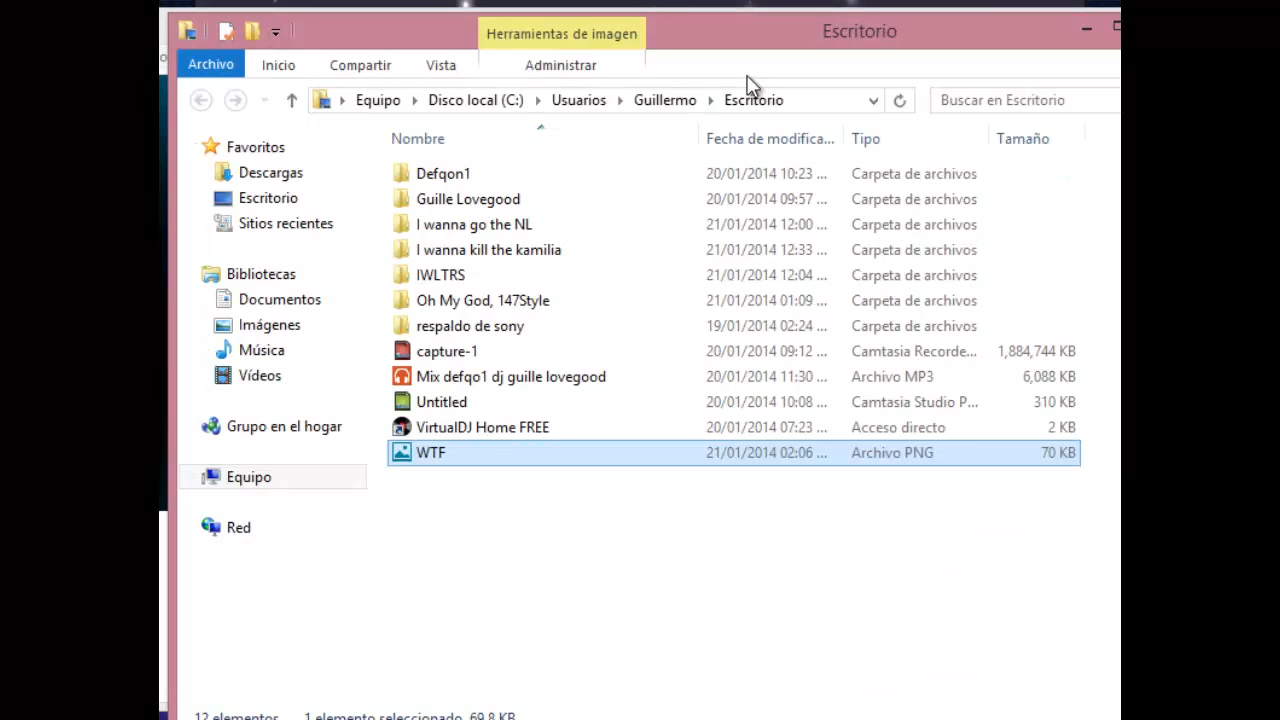 Herramientas de imagen
Escritorio
Archivo Inicio Compartir Vista Administrar
Equipo Disco local (C:) Usuarios Guillermo Escritorio Buscar en Escritorio
Nombre Fecha de modifica... Tipo Tamaño
Favoritos
Descargas
Escritorio
Sitios recientes
Bibliotecas
Documentos
Imágenes
Música
Vídeos
Grupo en el hogar
Equipo
Red
Defqon1 20/01/2014 10:23 ... Carpeta de archivos
Guille Lovegood 20/01/2014 09:57 ... Carpeta de archivos
I wanna go the NL 21/01/2014 12:00 ... Carpeta de archivos
I wanna kill the kamilia 21/01/2014 12:33 ... Carpeta de archivos
IWLTRS 21/01/2014 12:04 ... Carpeta de archivos
Oh My God, 147Style 21/01/2014 01:09 ... Carpeta de archivos
respaldo de sony 19/01/2014 02:24 ... Carpeta de archivos
capture-1 20/01/2014 09:12 ... Camtasia Recorde... 1,884,744 KB
Mix defqo1 dj guille lovegood 20/01/2014 11:30 ... Archivo MP3 6,088 KB
Untitled 20/01/2014 10:08 ... Camtasia Studio P... 310 KB
VirtualDJ Home FREE 20/01/2014 07:23 ... Acceso directo 2 KB
WTF 21/01/2014 02:06 ... Archivo PNG 70 KB
12 elementos 1 elemento seleccionado 69.8 KB